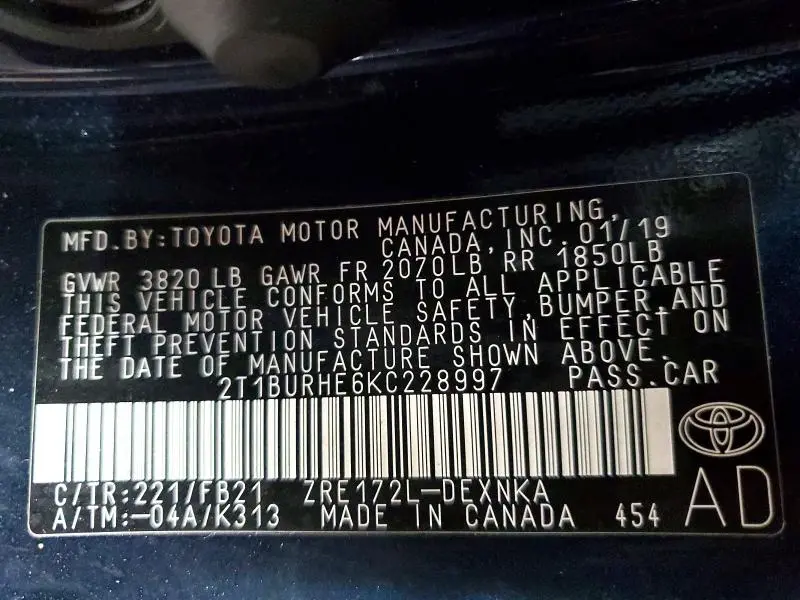 MFD.BY:TOYOTA MOTOR MANUFACTURING,
CANADA,INC. 01/19
GVWR 3820 LB GAWR FR 2070LB RR 1850LB
THIS VEHICLE CONFORMS TO ALL APPLICABLE
FEDERAL MOTOR VEHICLE SAFETY,BUMPER,AND
THEFT PREVENTION STANDARDS IN EFFECT ON
THE DATE OF MANUFACTURE SHOWN ABOVE.
2T1BURHE6KC228997 PASS.CAR
C/TR:221/FB21 ZRE172L-DEXNKA
A/TM:-04A/K313 MADE IN CANADA 454 AD